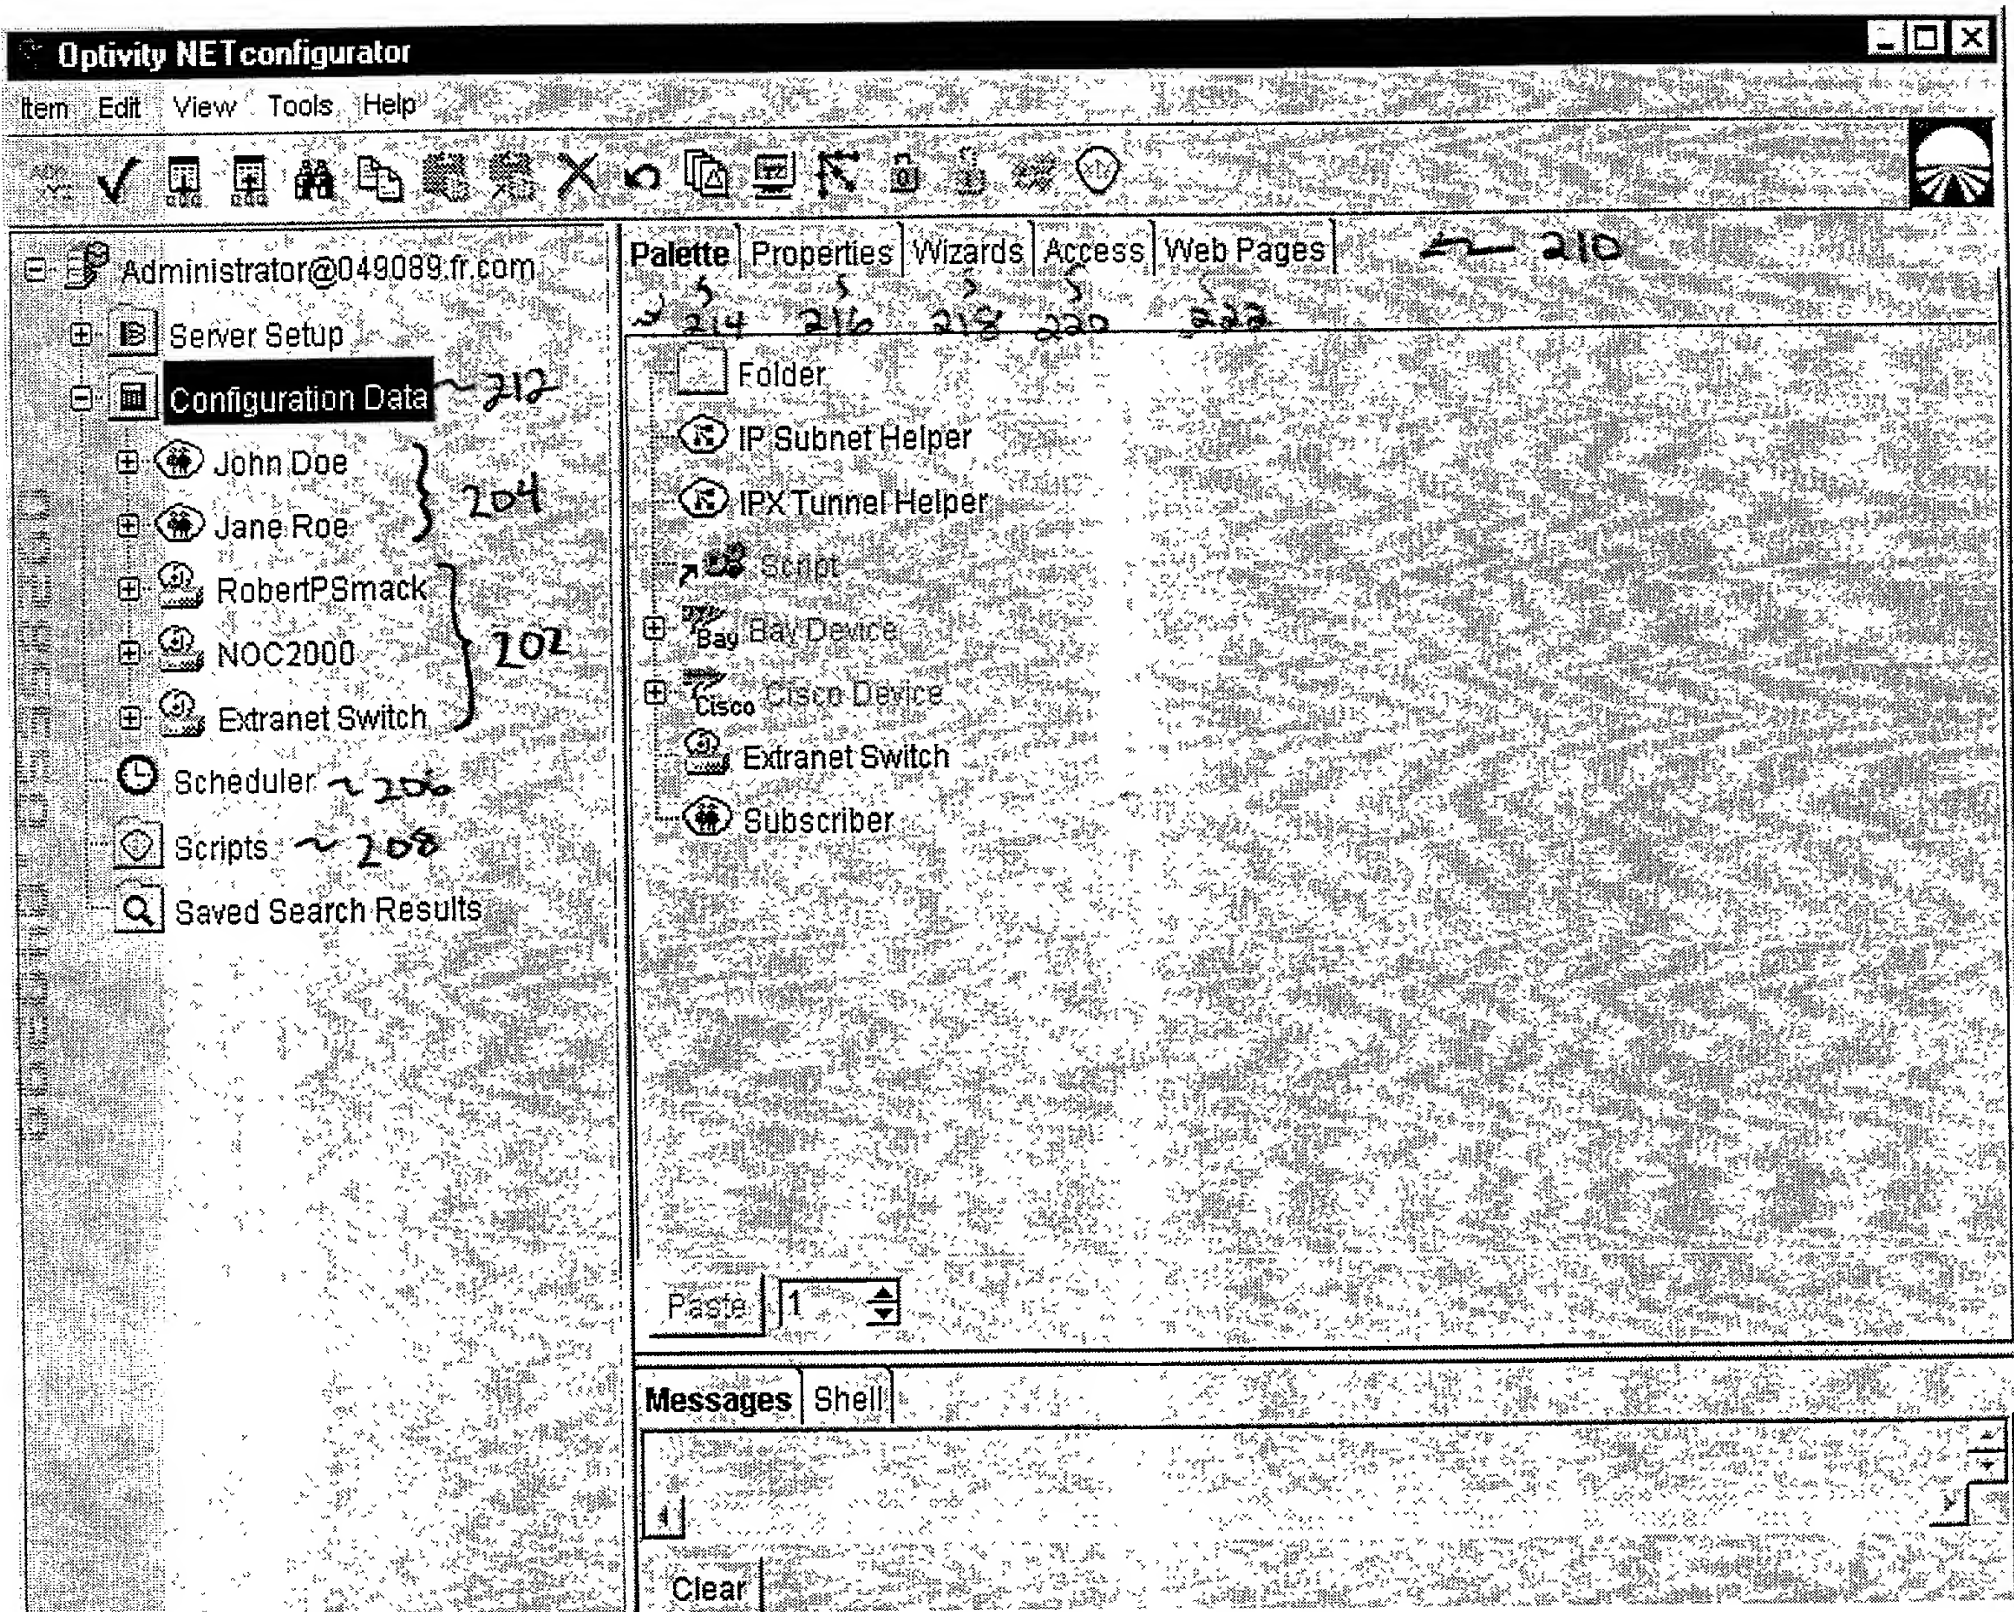 Optivity NETconfigurator
Item Edit View Tools Help
Administrator@049089.fr.com
Server Setup
Configuration Data ~ 212
John Doe
Jane Roe
204
RobertPSmack
NOC2000
Extranet Switch
202
Scheduler ~ 206
Scripts ~ 208
Saved Search Results
Palette Properties Wizards Access Web Pages 210
214 216 218 220 222
Folder
IP Subnet Helper
IPX Tunnel Helper
Script
Bay Bay Device
Cisco Cisco Device
Extranet Switch
Subscriber
Paste 1
Messages Shell
Clear